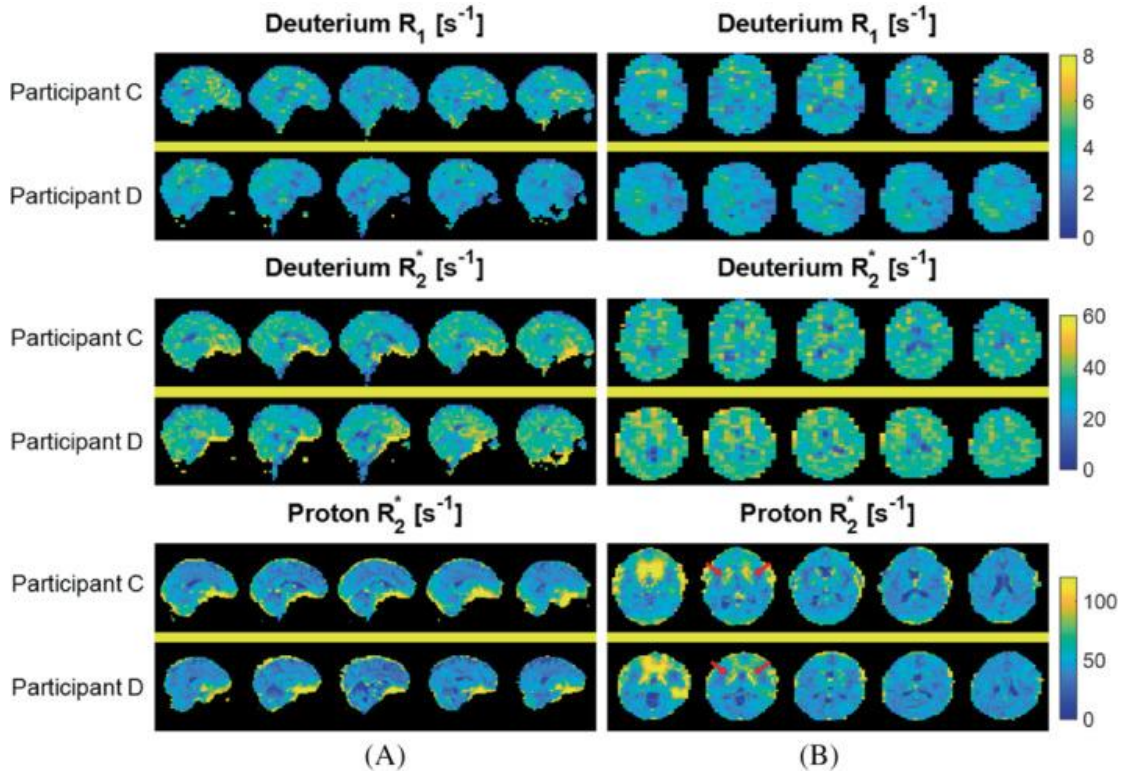 Deuterium R₁ [s⁻¹] Deuterium R₁ [s⁻¹]
Participant C
Participant D
8
6
4
2
0
Deuterium R₂* [s⁻¹] Deuterium R₂* [s⁻¹]
Participant C
Participant D
60
40
20
0
Proton R₂* [s⁻¹] Proton R₂* [s⁻¹]
Participant C
Participant D
100
50
0
(A) (B)